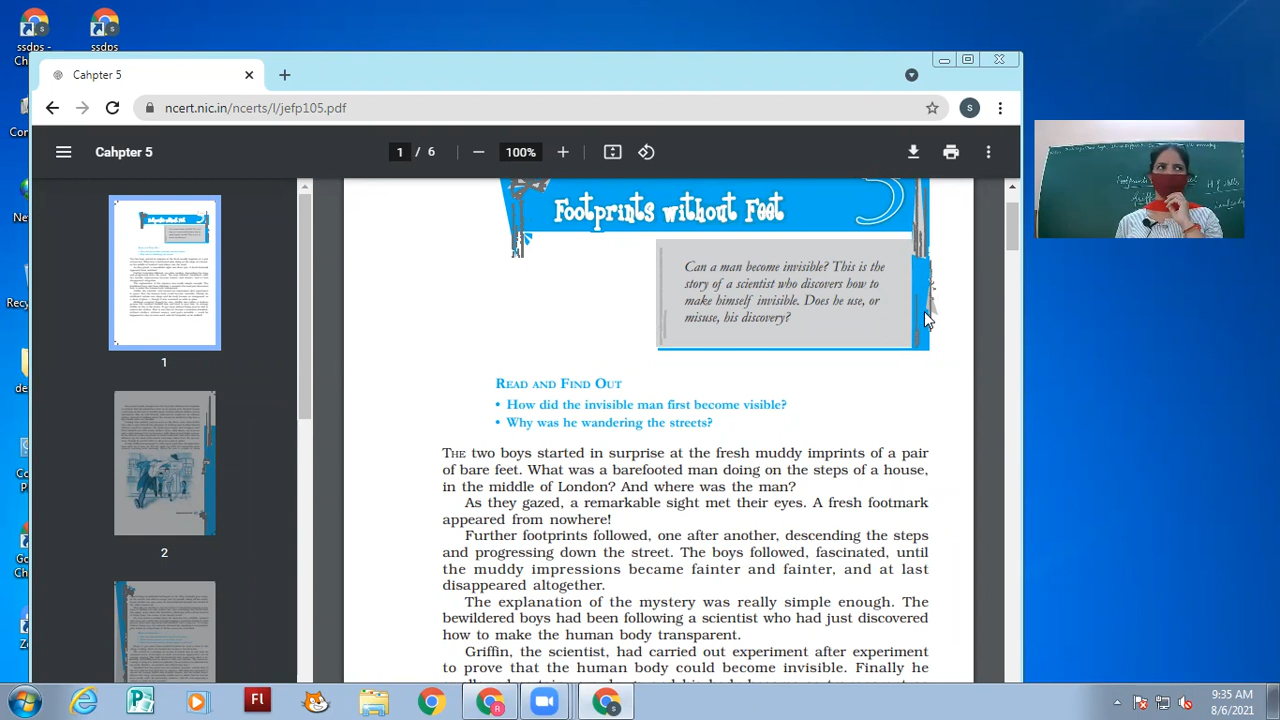 ssdps -
ssdps
Cahpter 5
ncert.nic.in/ncerts/l/jefp105.pdf
s
Cahpter 5
1 / 6
100%
1
2
Footprints without Feet
5
Can a man become invisible? This is the
story of a scientist who discovers how to
make himself invisible. Does he use, or
misuse, his discovery?
READ AND FIND OUT
• How did the invisible man first become visible?
• Why was he wandering the streets?
THE two boys started in surprise at the fresh muddy imprints of a pair
of bare feet. What was a barefooted man doing on the steps of a house,
in the middle of London? And where was the man?
As they gazed, a remarkable sight met their eyes. A fresh footmark
appeared from nowhere!
Further footprints followed, one after another, descending the steps
and progressing down the street. The boys followed, fascinated, until
the muddy impressions became fainter and fainter, and at last
disappeared altogether.
The explanation of the mystery was really simple enough. The
bewildered boys had been following a scientist who had just discovered
how to make the human body transparent.
Griffin, the scientist, had carried out experiment after experiment
to prove that the human body could become invisible. Finally he
Footprints
Griffin
9:35 AM
8/6/2021